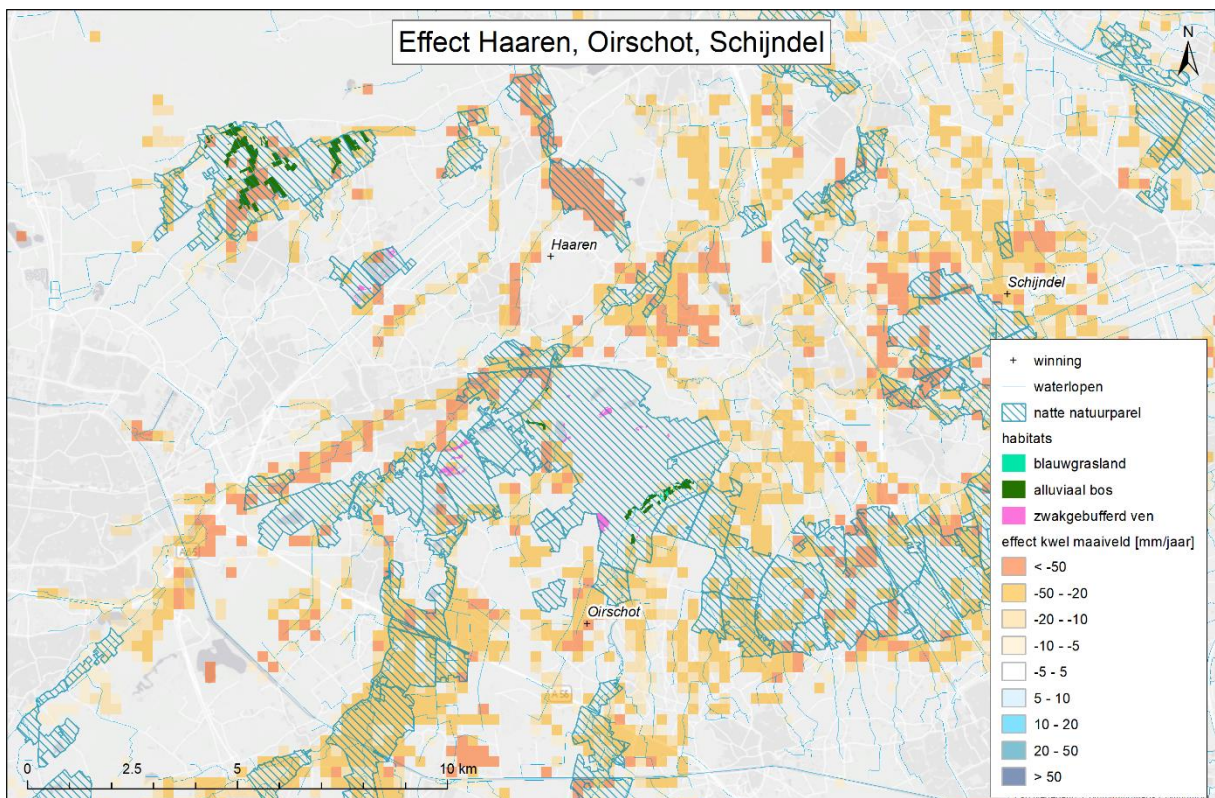 Effect Haaren, Oirschot, Schijndel
N
Haaren
Schijndel
Oirschot
winning
waterlopen
natte natuurparel
habitats
blauwgrasland
alluviaal bos
zwakgebufferd ven
effect kwel maaiveld [mm/jaar]
< -50
-50 - -20
-20 - -10
-10 - -5
-5 - 5
5 - 10
10 - 20
20 - 50
> 50
0 2.5 5 10 km